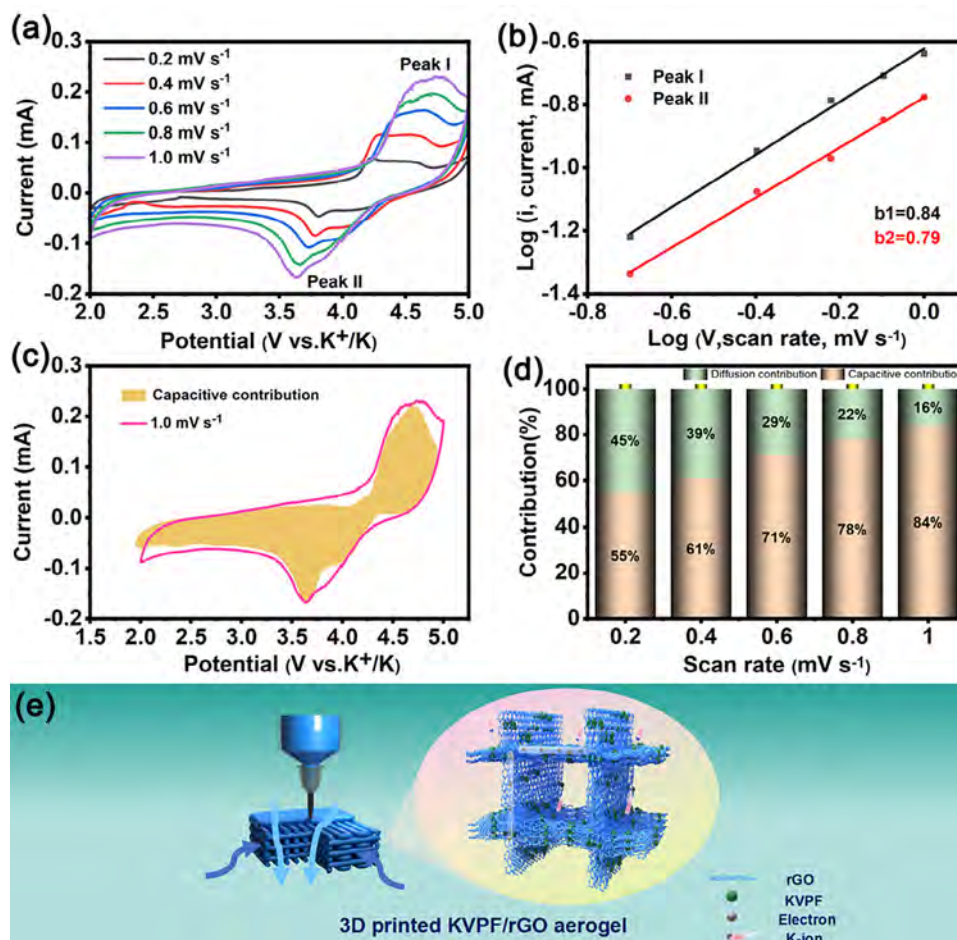 (a)
0.2 mV s⁻¹
0.4 mV s⁻¹
0.6 mV s⁻¹
0.8 mV s⁻¹
1.0 mV s⁻¹
Peak I
Peak II
Current (mA)
0.3
0.2
0.1
0.0
-0.1
-0.2
2.0 2.5 3.0 3.5 4.0 4.5 5.0
Potential (V vs.K⁺/K)
(b)
Peak I
Peak II
b1=0.84
b2=0.79
Log (i, current, mA)
-0.6
-0.8
-1.0
-1.2
-1.4
-0.8 -0.6 -0.4 -0.2 0.0
Log (V,scan rate, mV s⁻¹)
(c)
Capacitive contribution
1.0 mV s⁻¹
Current (mA)
0.3
0.2
0.1
0.0
-0.1
-0.2
1.5 2.0 2.5 3.0 3.5 4.0 4.5 5.0
Potential (V vs.K⁺/K)
(d)
Diffusion contribution Capacitive contribution
Contribution(%)
100
80
60
40
20
0
45% 39% 29% 22% 16%
55% 61% 71% 78% 84%
0.2 0.4 0.6 0.8 1
Scan rate (mV s⁻¹)
(e)
rGO
KVPF
Electron
K-ion
3D printed KVPF/rGO aerogel